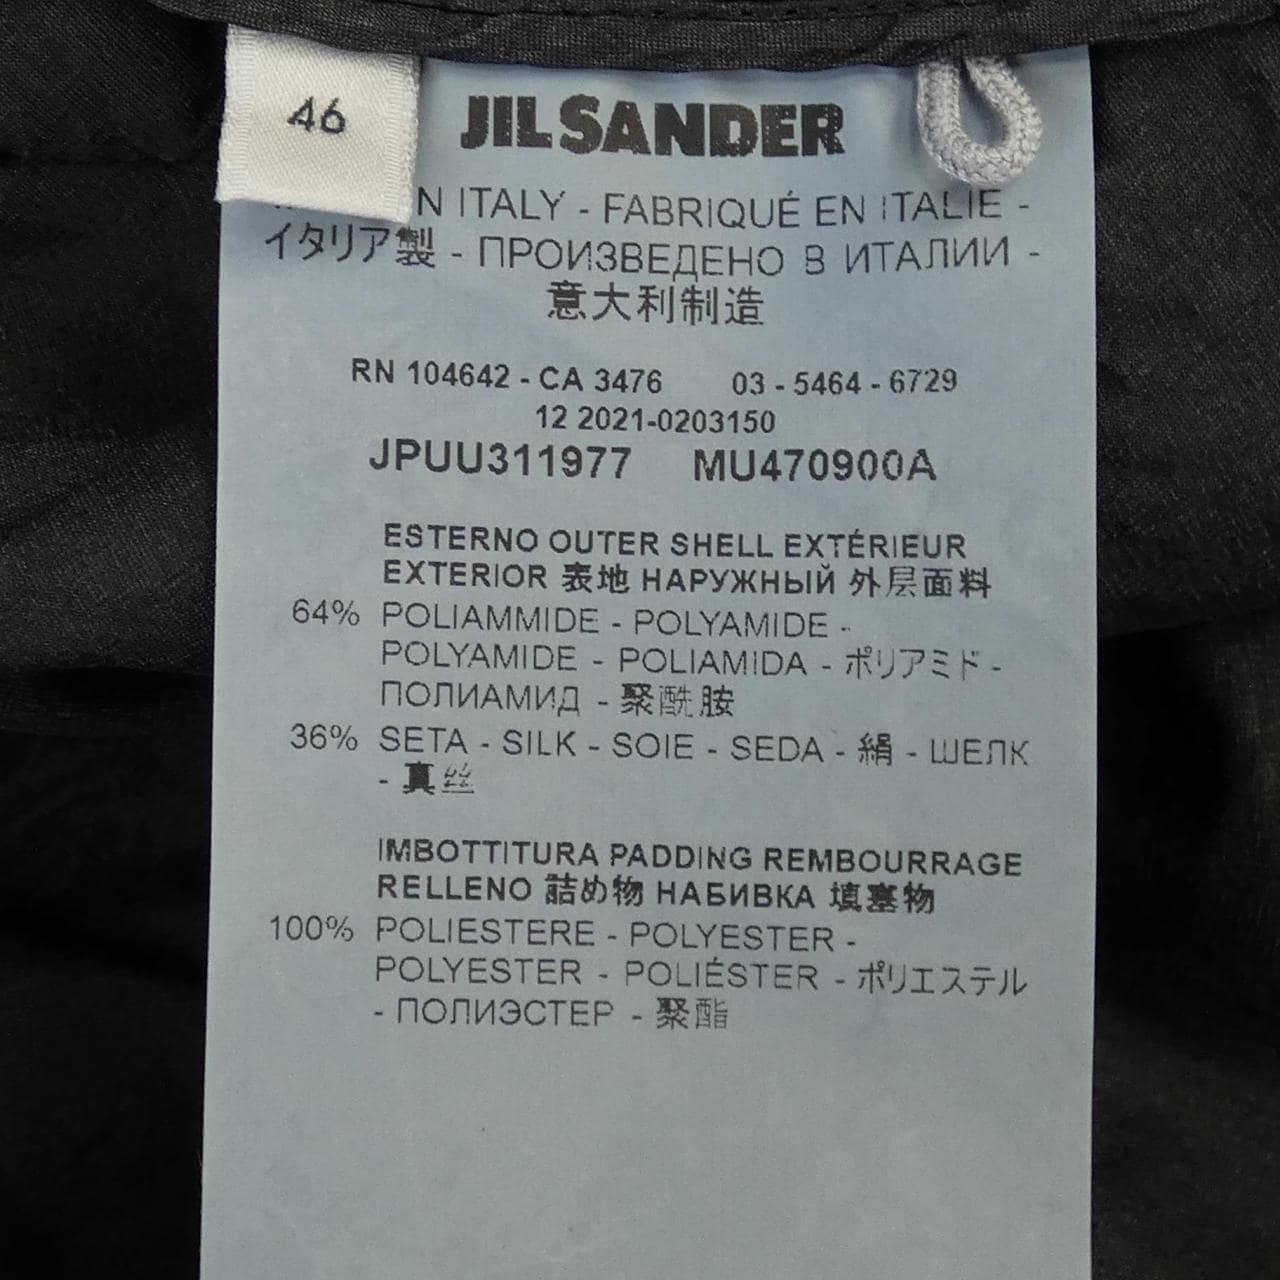 46
JIL SANDER
N ITALY - FABRIQUÉ EN ITALIE -
イタリア製 - ПРОИЗВЕДЕНО В ИТАЛИИ -
意大利制造
RN 104642 - CA 3476 03 - 5464 - 6729
12 2021-0203150
JPUU311977 MU470900A
ESTERNO OUTER SHELL EXTÉRIEUR
EXTERIOR 表地 НАРУЖНЫЙ 外层面料
64% POLIAMMIDE - POLYAMIDE -
POLYAMIDE - POLIAMIDA - ポリアミド -
ПОЛИАМИД - 聚酰胺
36% SETA - SILK - SOIE - SEDA - 絹 - ШЕЛК
- 真丝
IMBOTTITURA PADDING REMBOURRAGE
RELLENO 詰め物 НАБИВКА 填塞物
100% POLIESTERE - POLYESTER -
POLYESTER - POLIÉSTER - ポリエステル
- ПОЛИЭСТЕР - 聚酯